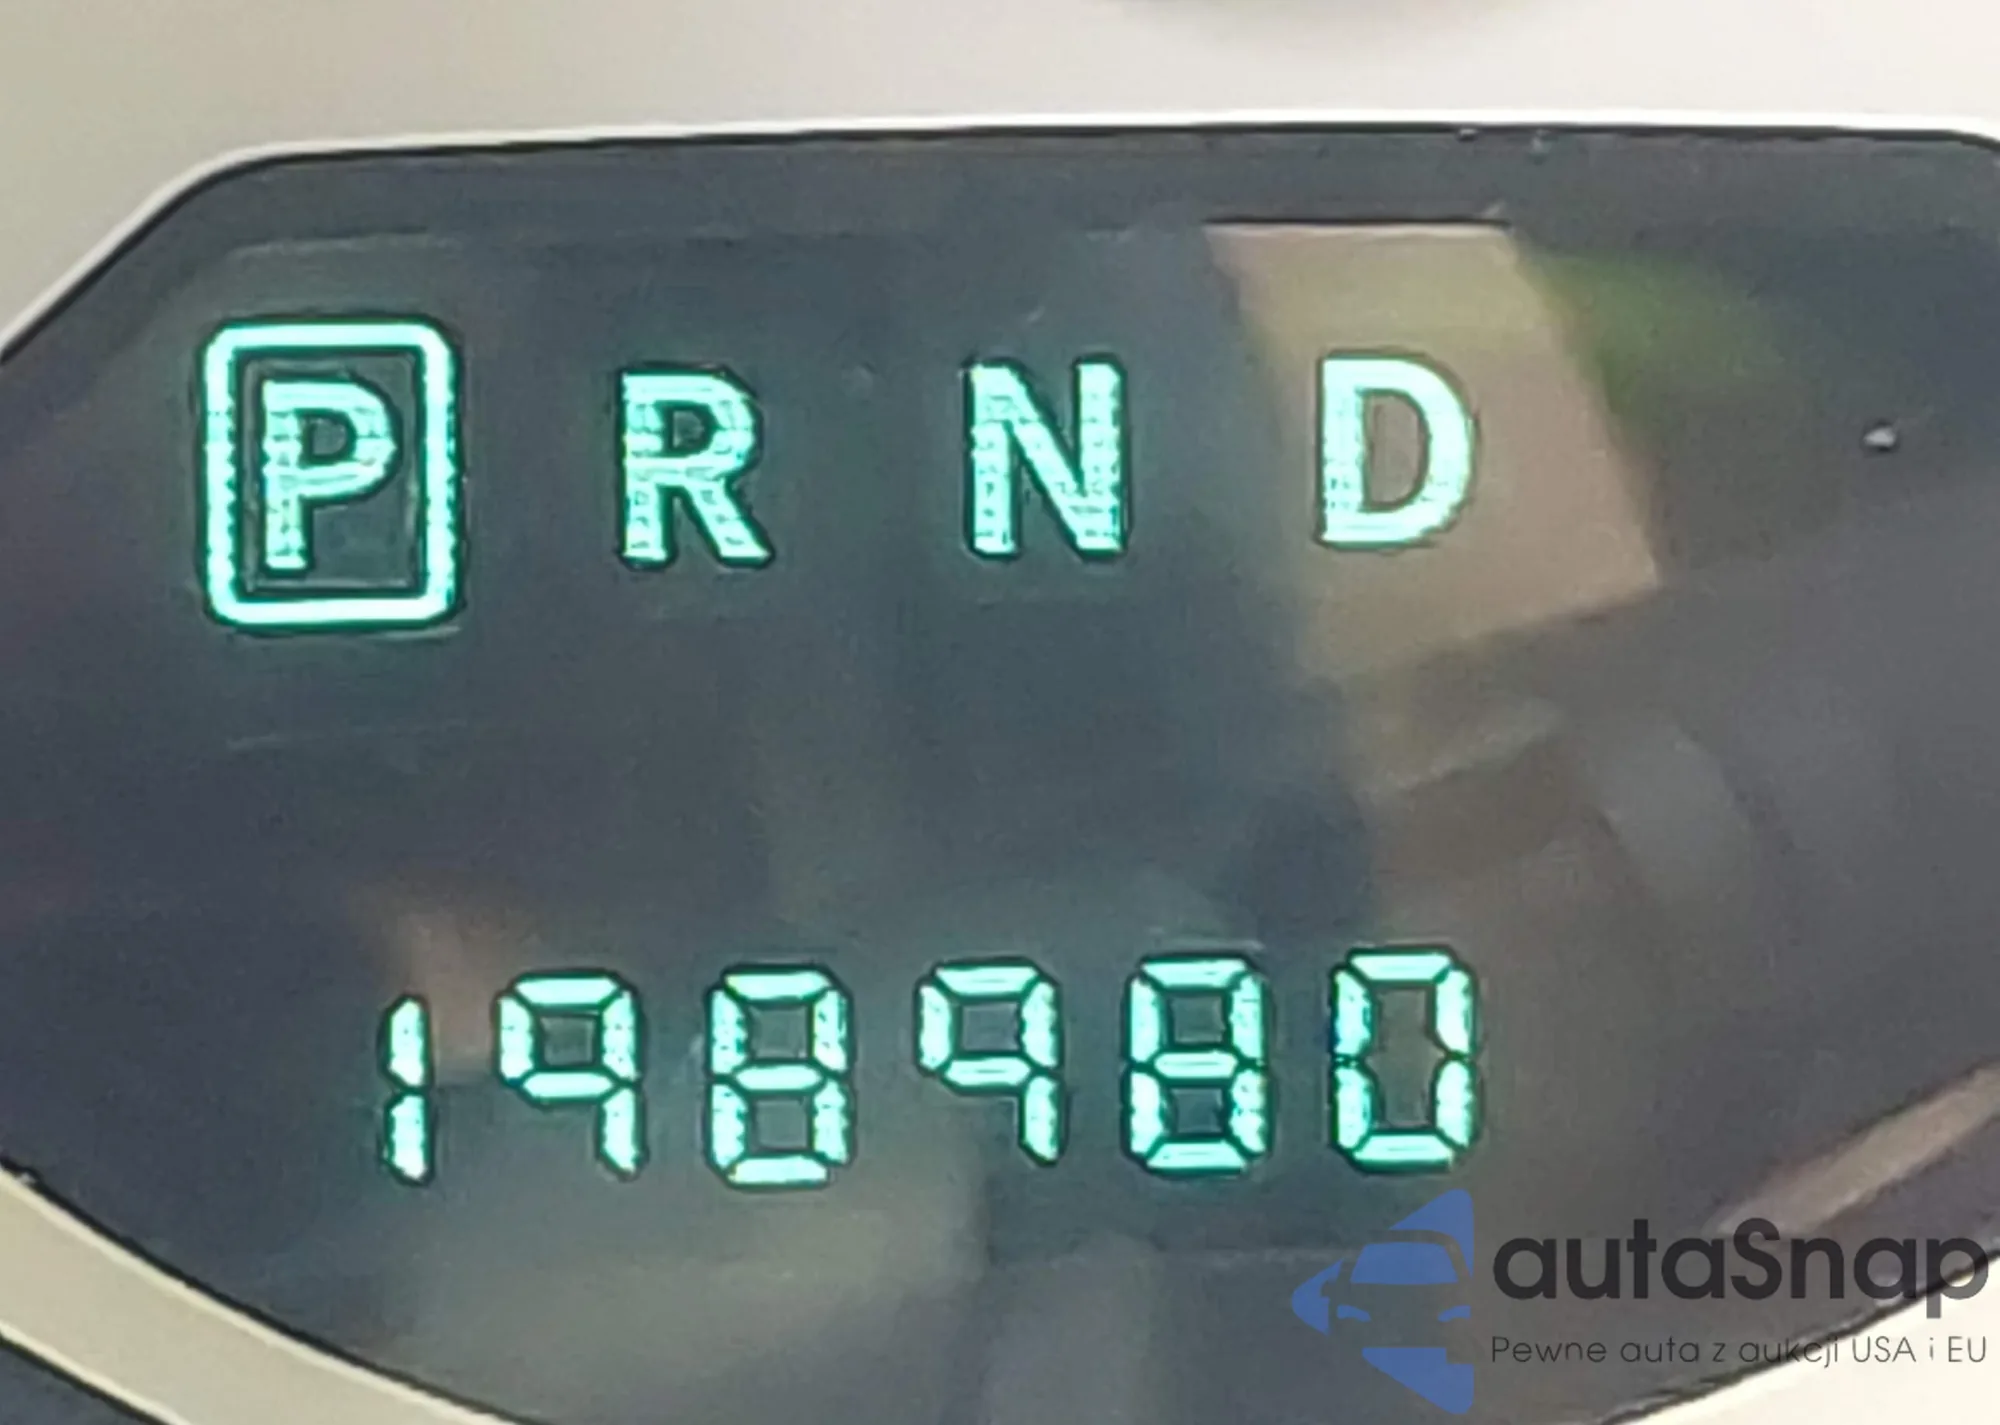 P R N D
198980
autaSnap
Pewne auta z aukcji USA i EU